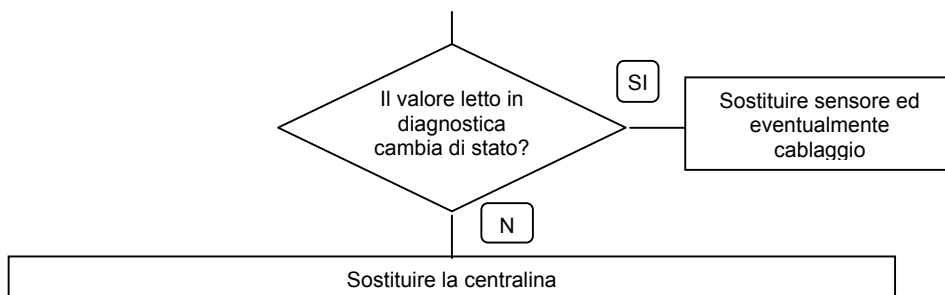 Il valore letto in
diagnostica
cambia di stato?
SI
Sostituire sensore ed
eventualmente
cablaggio
N
Sostituire la centralina